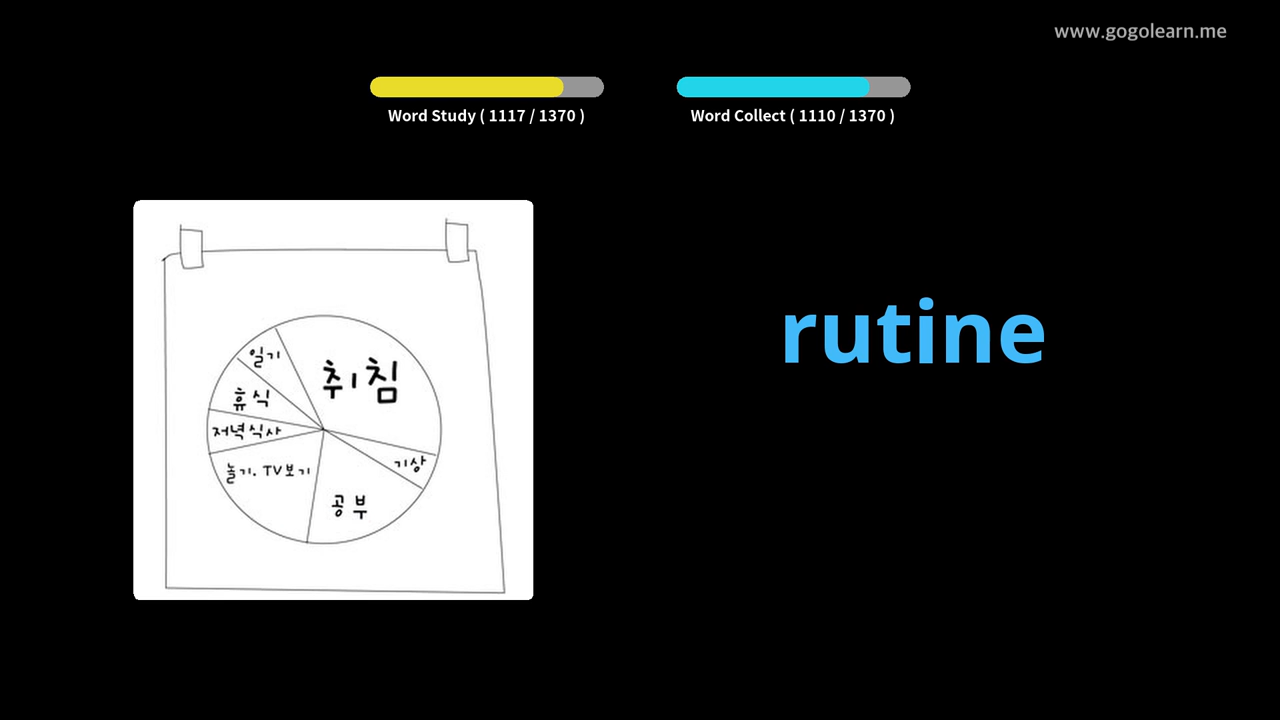 www.gogolearn.me
Word Study ( 1117 / 1370 )
Word Collect ( 1110 / 1370 )
일기
취침
휴식
저녁식사
놀기. TV보기
기상
공부
rutine